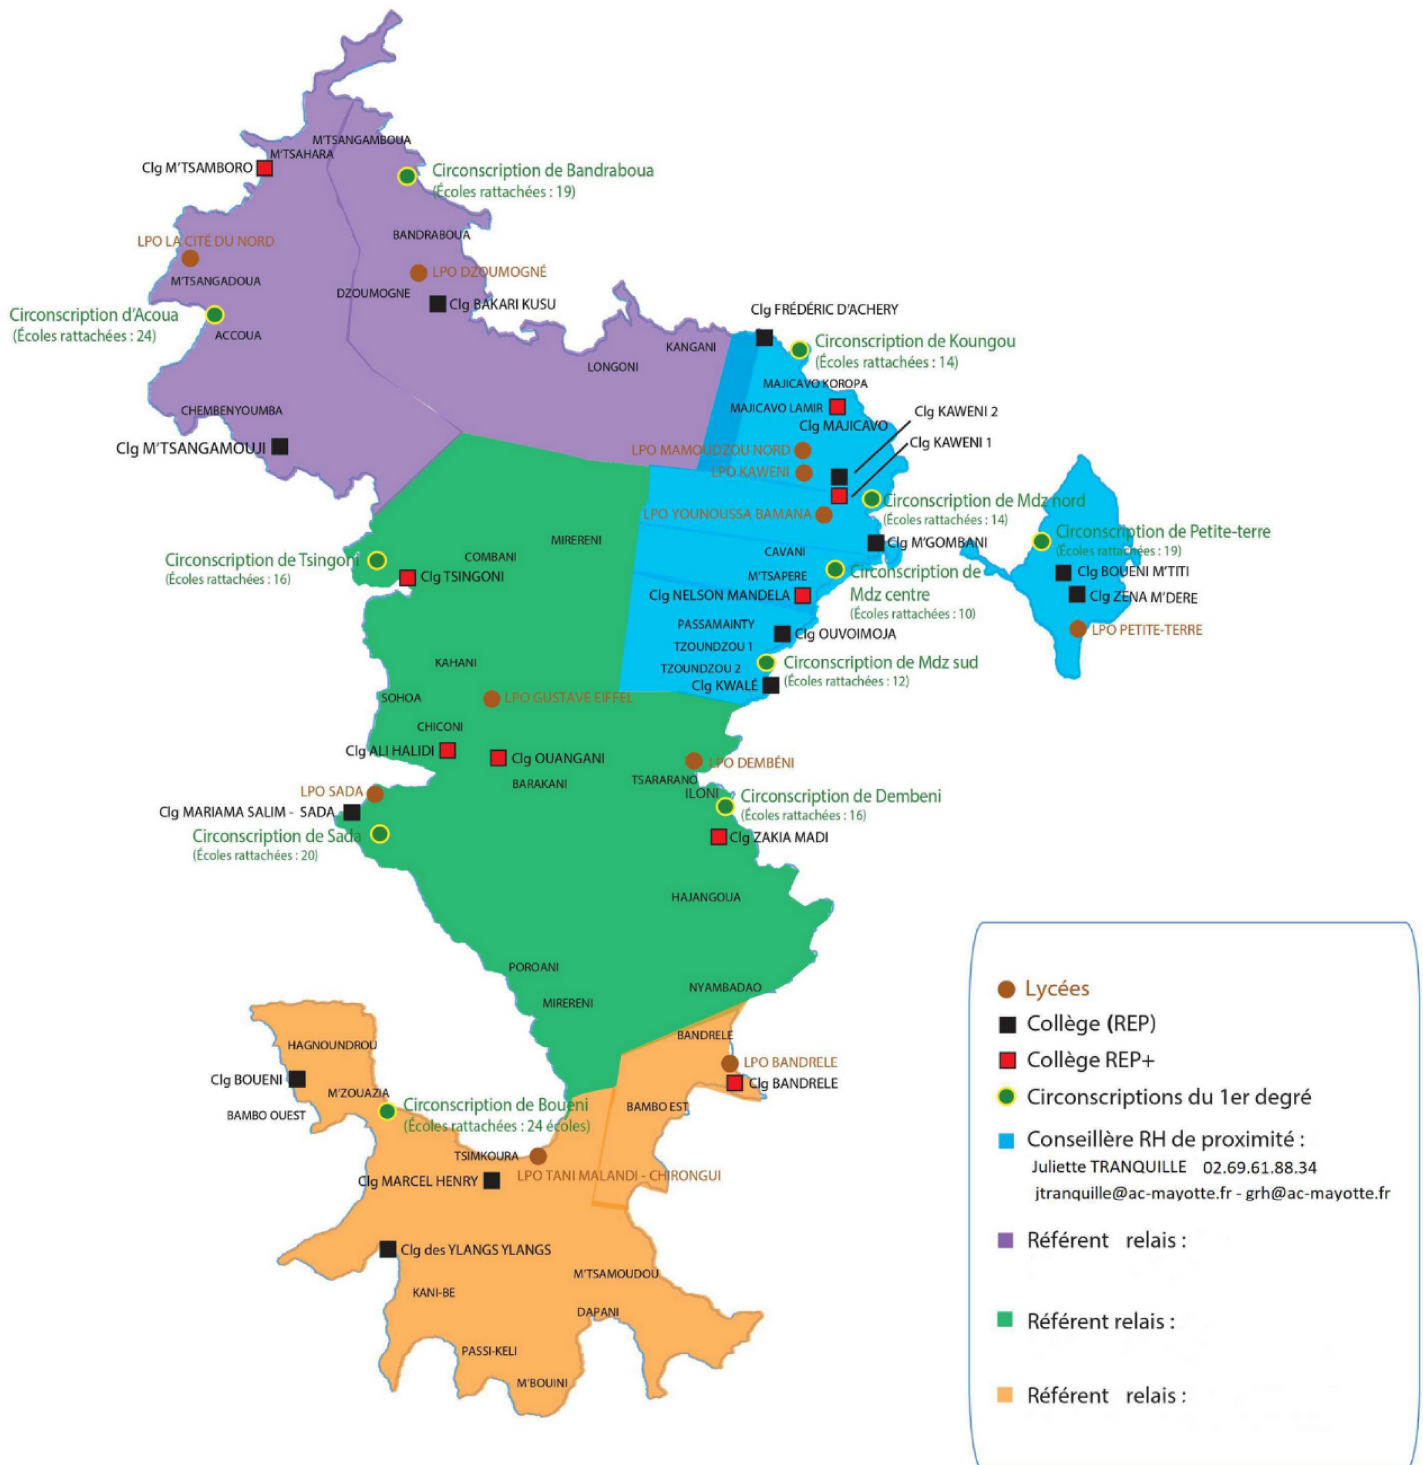 M'TSANGAMBOUA
M'TSAHARA
Clg M'TSAMBORO
Circonscription de Bandraboua
(Écoles rattachées : 19)
BANDRABOUA
LPO LA CITÉ DU NORD
LPO DZOUMOGNÉ
M'TSANGADOUA
DZOUMOGNE
Clg BAKARI KUSU
Circonscription d'Acoua
(Écoles rattachées : 24)
ACCOUA
Clg FRÉDÉRIC D'ACHERY
Circonscription de Koungou
(Écoles rattachées : 14)
KANGANI
LONGONI
MAJICAVO KOROPA
MAJICAVO LAMIR
Clg MAJICAVO
Clg KAWENI 2
Clg KAWENI 1
CHEMBENYOUMBA
Clg M'TSANGAMOUJI
LPO MAMOUDZOU NORD
LPO KAWENI
Circonscription de Mdz nord
(Écoles rattachées : 14)
LPO YOUNOUSSA BAMANA
Clg M'GOMBANI
Circonscription de Petite-terre
(Écoles rattachées : 19)
Clg BOUENI M'TITI
Clg ZENA M'DERE
LPO PETITE-TERRE
MIRERENI
COMBANI
Circonscription de Tsingoni
(Écoles rattachées : 16)
Clg TSINGONI
CAVANI
M'TSAPERE
Circonscription de
Mdz centre
(Écoles rattachées : 10)
Clg NELSON MANDELA
PASSAMAINTY
Clg OUVOIMOJA
TZOUNDZOU 1
TZOUNDZOU 2
Circonscription de Mdz sud
(Écoles rattachées : 12)
Clg KWALÉ
KAHANI
SOHOA
LPO GUSTAVE EIFFEL
CHICONI
Clg ALI HALIDI
Clg OUANGANI
BARAKANI
LPO DEMBÉNI
TSARARANO
ILONI
Circonscription de Dembeni
(Écoles rattachées : 16)
LPO SADA
Clg MARIAMA SALIM - SADA
Circonscription de Sada
(Écoles rattachées : 20)
Clg ZAKIA MADI
HAJANGOUA
POROANI
MIRERENI
NYAMBADAO
BANDRELE
LPO BANDRELE
Clg BANDRELE
BAMBO EST
HAGNOUNDROU
Clg BOUENI
M'ZOUAZIA
BAMBO OUEST
Circonscription de Boueni
(Écoles rattachées : 24 écoles)
TSIMKOURA
LPO TANI MALANDI - CHIRONGUI
Clg MARCEL HENRY
Clg des YLANGS YLANGS
M'TSAMOUDOU
KANI-BE
DAPANI
PASSI-KELI
M'BOUINI
Lycées
Collège (REP)
Collège REP+
Circonscriptions du 1er degré
Conseillère RH de proximité :
Juliette TRANQUILLE 02.69.61.88.34
jtranquille@ac-mayotte.fr - grh@ac-mayotte.fr
Référent relais :
Référent relais :
Référent relais :